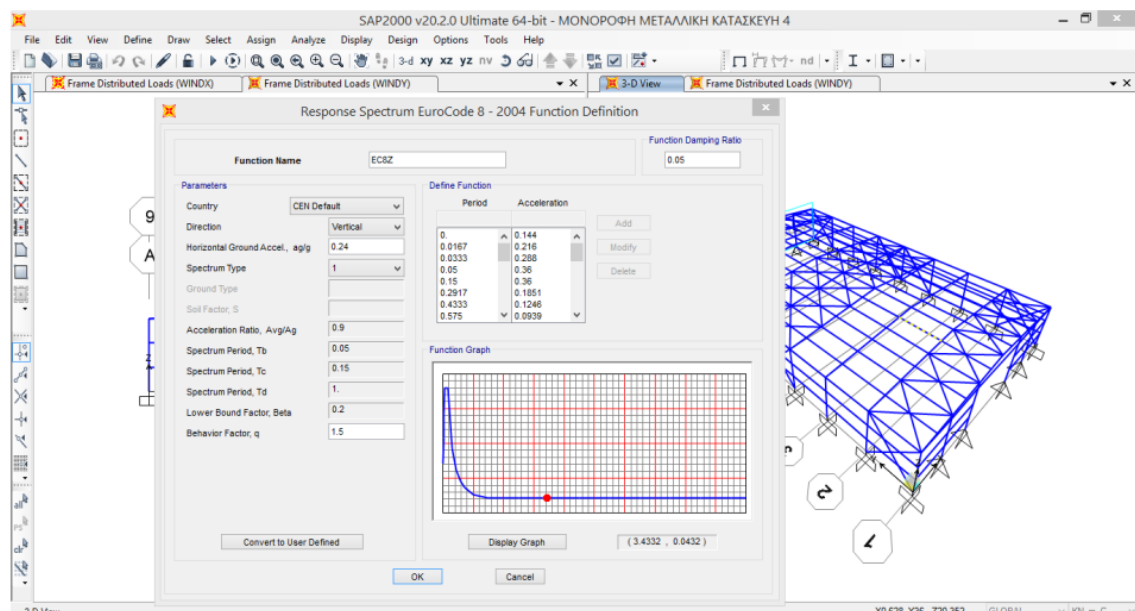 SAP2000 v20.2.0 Ultimate 64-bit - ΜΟΝΟΡΟΦΗ ΜΕΤΑΛΛΙΚΗ ΚΑΤΑΣΚΕΥΗ 4
File Edit View Define Draw Select Assign Analyze Display Design Options Tools Help
3-d xy xz yz nv nd
Frame Distributed Loads (WINDX) Frame Distributed Loads (WINDY) 3-D View Frame Distributed Loads (WINDY)
Response Spectrum EuroCode 8 - 2004 Function Definition
Function Damping Ratio
Function Name EC8Z 0.05
Parameters Define Function
Country CEN Default Period Acceleration
Direction Vertical
Horizontal Ground Accel., ag/g 0.24
Spectrum Type 1
Ground Type
Soil Factor, S
Acceleration Ratio, Avg/Ag 0.9
Spectrum Period, Tb 0.05
Spectrum Period, Tc 0.15
Spectrum Period, Td 1.
Lower Bound Factor, Beta 0.2
Behavior Factor, q 1.5
0. 0.144
0.0167 0.216
0.0333 0.288
0.05 0.36
0.15 0.36
0.2917 0.1851
0.4333 0.1246
0.575 0.0939
Add
Modify
Delete
Function Graph
Convert to User Defined Display Graph (3.4332 , 0.0432)
OK Cancel
9
A
Z
2
1
all
PS
clr